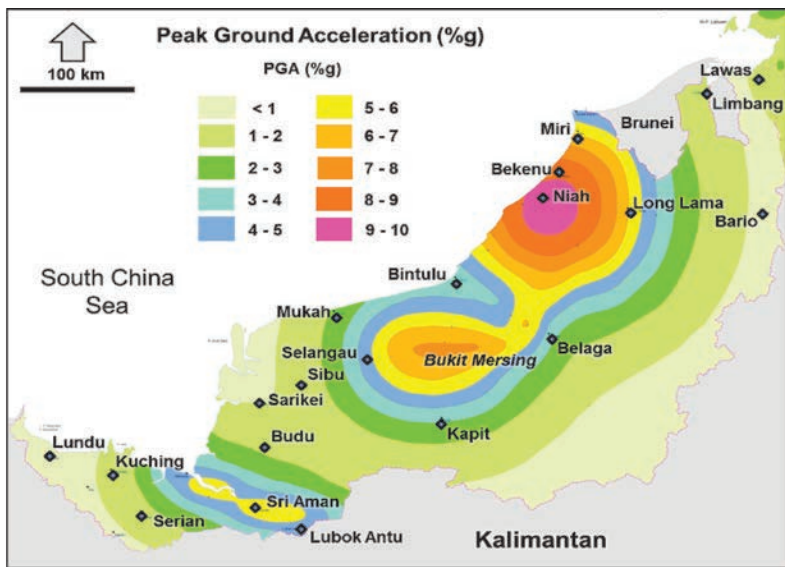 Peak Ground Acceleration (%g)
100 km
PGA (%g)
< 1
5 - 6
1 - 2
6 - 7
2 - 3
7 - 8
3 - 4
8 - 9
4 - 5
9 - 10
Lawas
Limbang
Brunei
Miri
Bekenu
Niah
Long Lama
Bario
South China
Sea
Bintulu
Mukah
Selangau
Bukit Mersing
Belaga
Sibu
Sarikei
Kapit
Budu
Lundu
Kuching
Sri Aman
Serian
Lubok Antu
Kalimantan